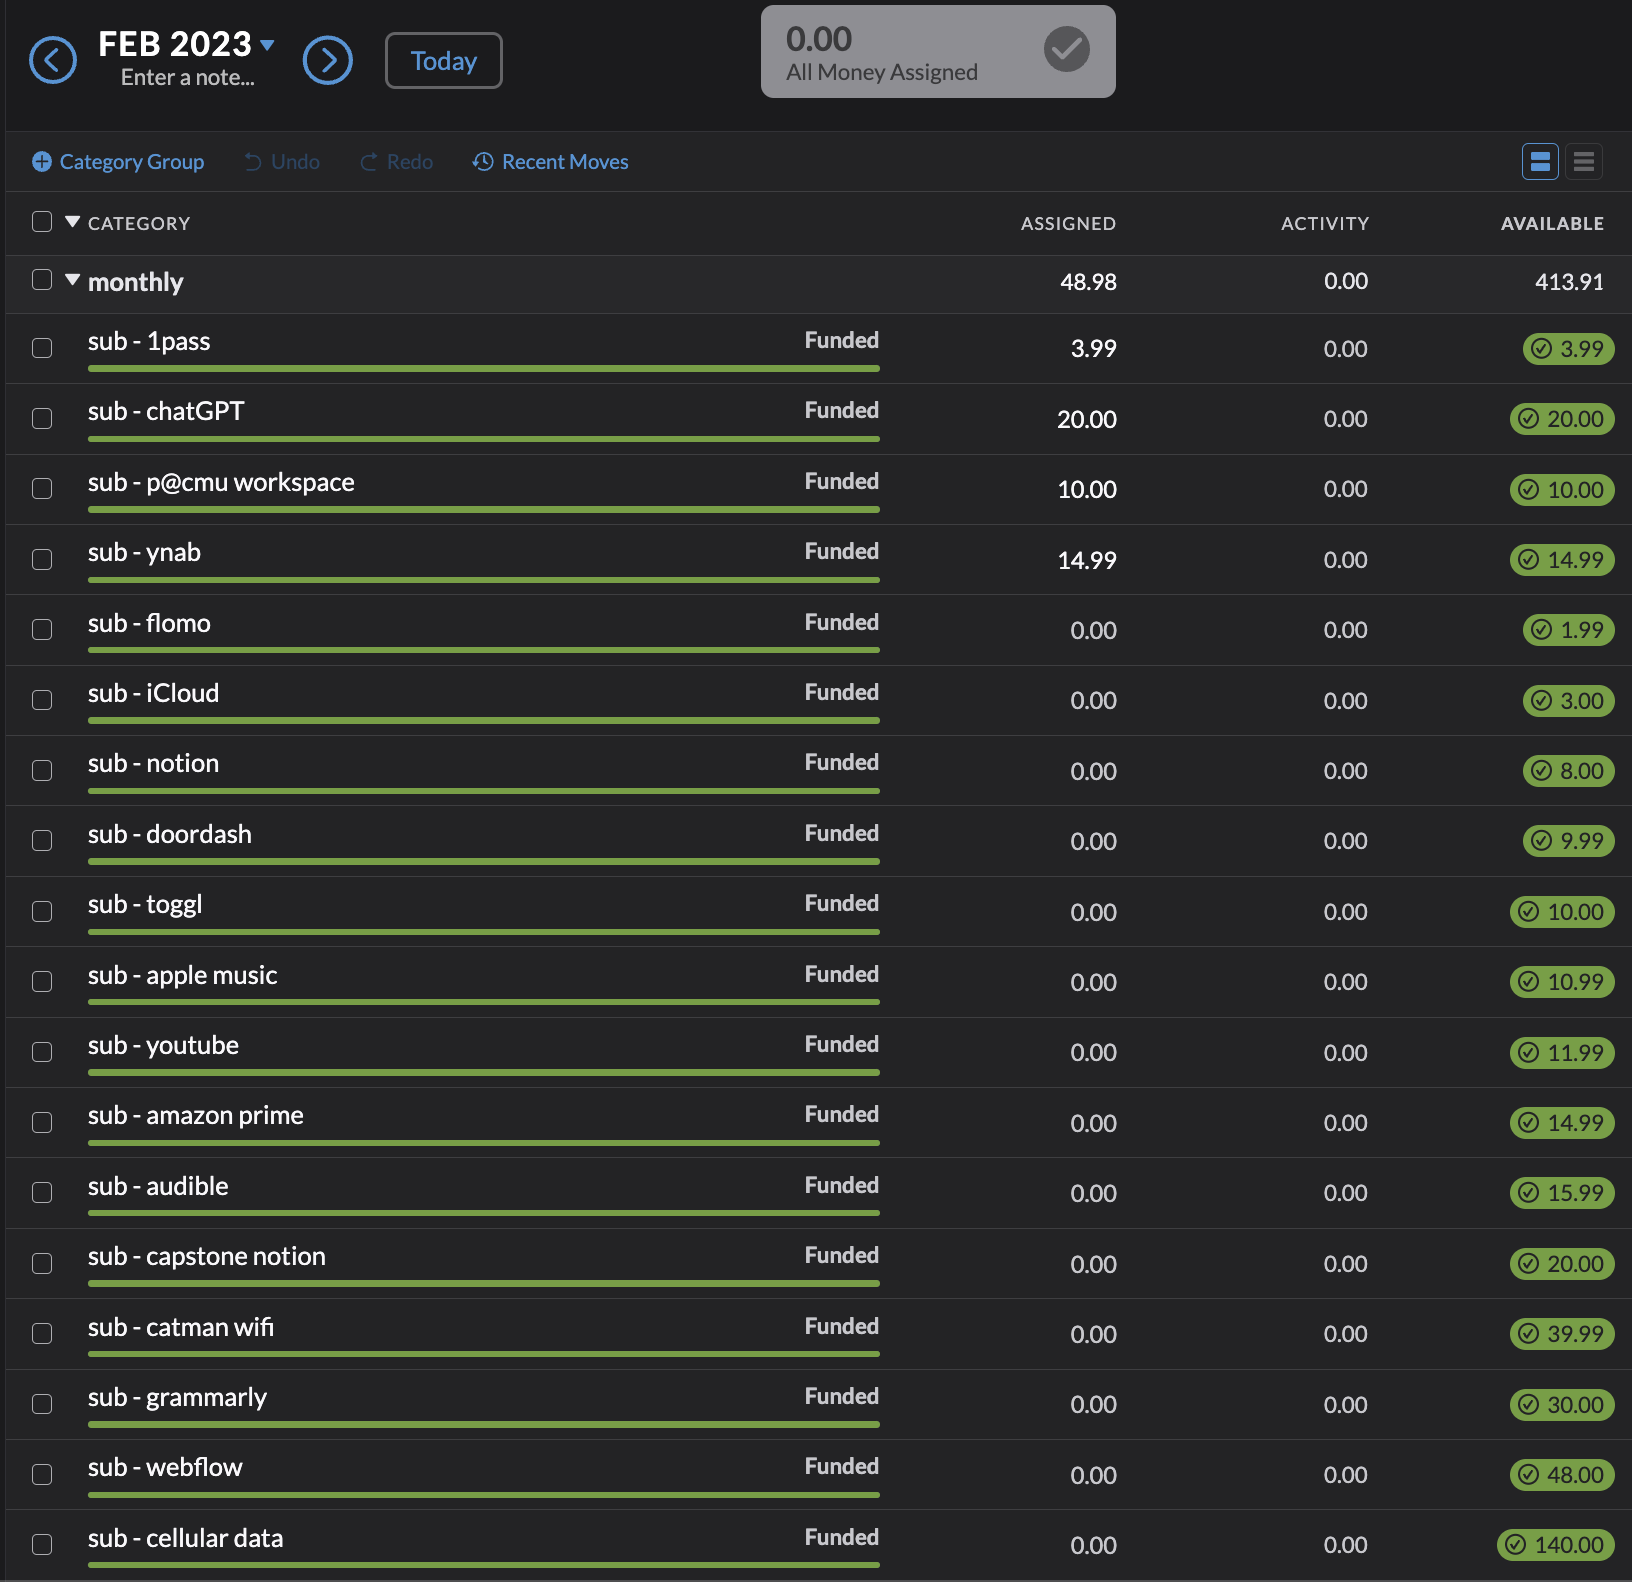 FEB 2023
Enter a note...
Today
0.00
All Money Assigned
Category Group Undo Redo Recent Moves
CATEGORY ASSIGNED ACTIVITY AVAILABLE
monthly 48.98 0.00 413.91
sub - 1pass Funded 3.99 0.00 3.99
sub - chatGPT Funded 20.00 0.00 20.00
sub - p@cmu workspace Funded 10.00 0.00 10.00
sub - ynab Funded 14.99 0.00 14.99
sub - flomo Funded 0.00 0.00 1.99
sub - iCloud Funded 0.00 0.00 3.00
sub - notion Funded 0.00 0.00 8.00
sub - doordash Funded 0.00 0.00 9.99
sub - toggl Funded 0.00 0.00 10.00
sub - apple music Funded 0.00 0.00 10.99
sub - youtube Funded 0.00 0.00 11.99
sub - amazon prime Funded 0.00 0.00 14.99
sub - audible Funded 0.00 0.00 15.99
sub - capstone notion Funded 0.00 0.00 20.00
sub - catman wifi Funded 0.00 0.00 39.99
sub - grammarly Funded 0.00 0.00 30.00
sub - webflow Funded 0.00 0.00 48.00
sub - cellular data Funded 0.00 0.00 140.00